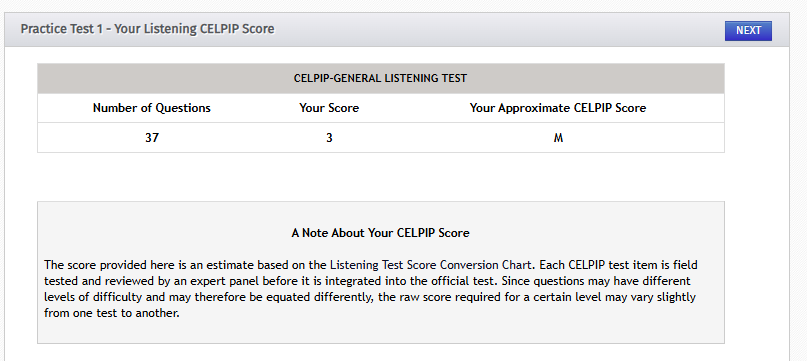 Practice Test 1 - Your Listening CELPIP Score
NEXT
CELPIP-GENERAL LISTENING TEST
Number of Questions Your Score Your Approximate CELPIP Score
37 3 M
A Note About Your CELPIP Score
The score provided here is an estimate based on the Listening Test Score Conversion Chart. Each CELPIP test item is field
tested and reviewed by an expert panel before it is integrated into the official test. Since questions may have different
levels of difficulty and may therefore be equated differently, the raw score required for a certain level may vary slightly
from one test to another.